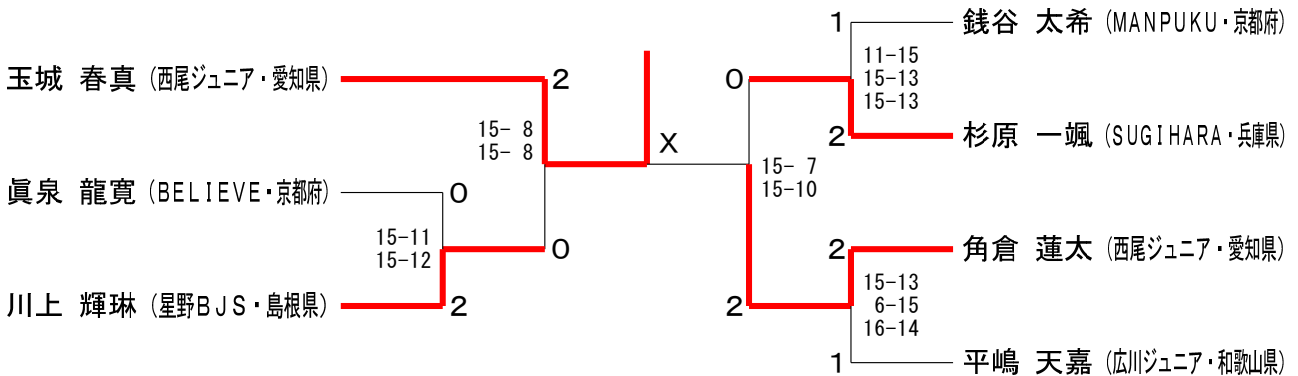 玉城 春真 (西尾ジュニア・愛知県)
2
15- 8
15- 8
眞泉 龍寛 (BELIEVE・京都府)
0
15-11
15-12
0
川上 輝琳 (星野BJS・島根県)
2
X
1
銭谷 太希 (MANPUKU・京都府)
0
11-15
15-13
15-13
2
杉原 一颯 (SUGIHARA・兵庫県)
15- 7
15-10
2
角倉 蓮太 (西尾ジュニア・愛知県)
2
15-13
6-15
16-14
1
平嶋 天嘉 (広川ジュニア・和歌山県)